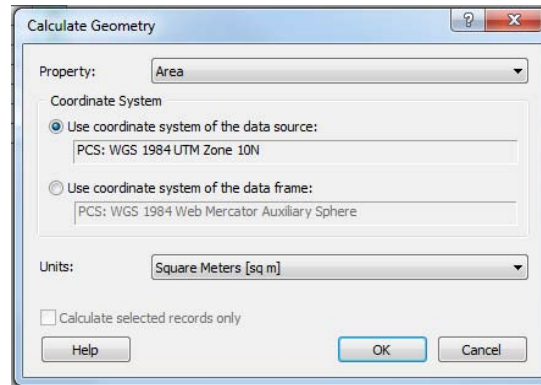 Calculate Geometry
Property: Area
Coordinate System
Use coordinate system of the data source:
PCS: WGS 1984 UTM Zone 10N
Use coordinate system of the data frame:
PCS: WGS 1984 Web Mercator Auxiliary Sphere
Units: Square Meters [sq m]
Calculate selected records only
Help OK Cancel